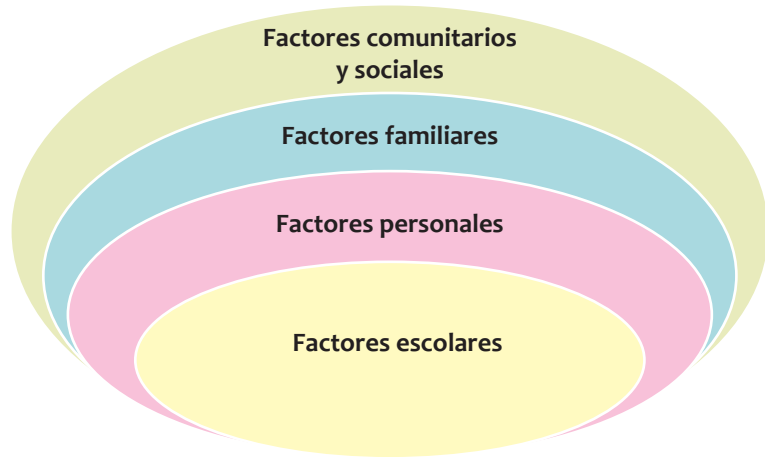 Factores comunitarios
y sociales
Factores familiares
Factores personales
Factores escolares